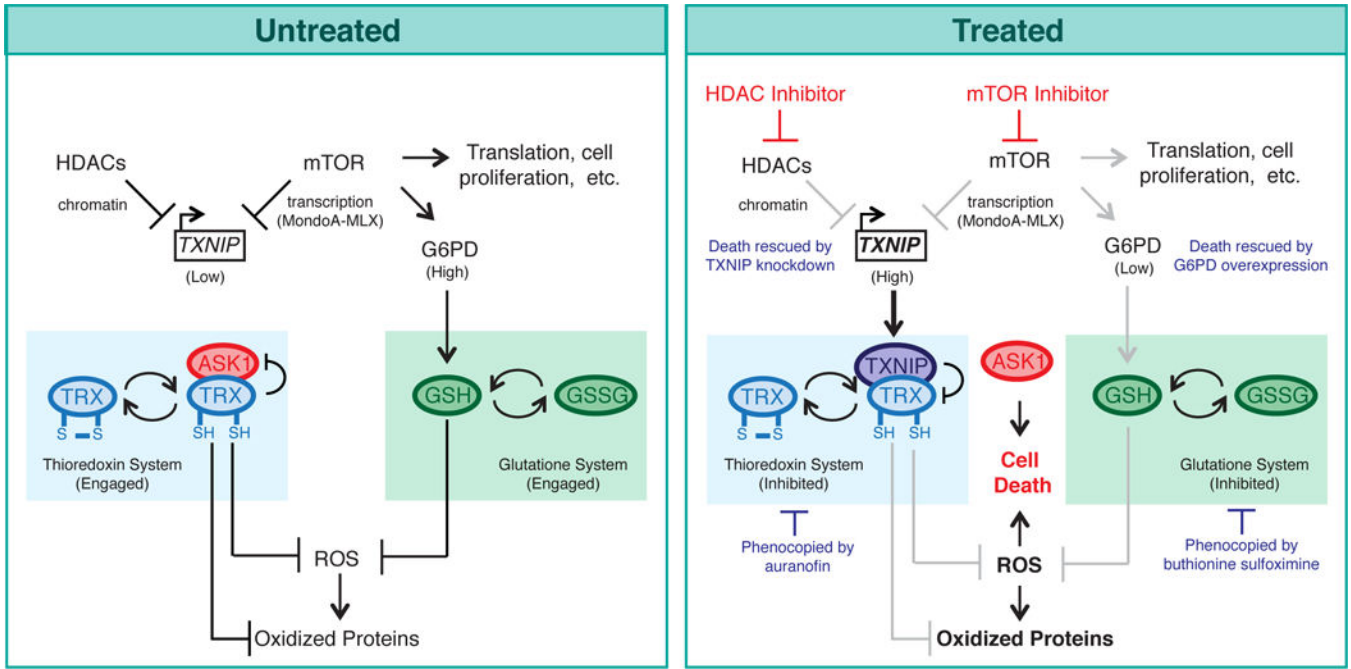 Untreated
HDACs
mTOR
Translation, cell
proliferation, etc.
chromatin
transcription
(MondoA-MLX)
TXNIP
(Low)
G6PD
(High)
ASK1
TRX
TRX
S S
SH SH
GSH
GSSG
Thioredoxin System
(Engaged)
Glutatione System
(Engaged)
ROS
Oxidized Proteins
Treated
HDAC Inhibitor
mTOR Inhibitor
HDACs
mTOR
Translation, cell
proliferation, etc.
chromatin
transcription
(MondoA-MLX)
Death rescued by
TXNIP knockdown
TXNIP
(High)
G6PD
(Low)
Death rescued by
G6PD overexpression
TXNIP
ASK1
TRX
TRX
S S
SH SH
GSH
GSSG
Thioredoxin System
(Inhibited)
Cell
Death
Glutatione System
(Inhibited)
Phenocopied by
auranofin
ROS
Phenocopied by
buthionine sulfoximine
Oxidized Proteins